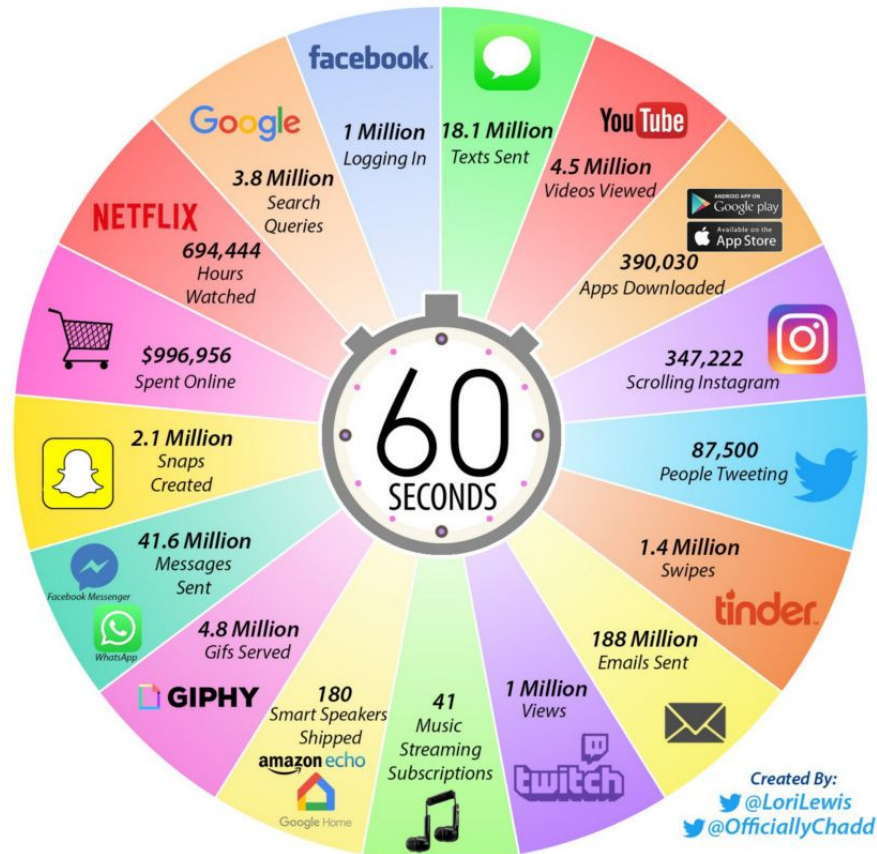 facebook
1 Million
Logging In
18.1 Million
Texts Sent
YouTube
4.5 Million
Videos Viewed
ANDROID APP ON
Google play
Available on the
App Store
390,030
Apps Downloaded
347,222
Scrolling Instagram
87,500
People Tweeting
1.4 Million
Swipes
tinder
188 Million
Emails Sent
1 Million
Views
twitch
41
Music
Streaming
Subscriptions
180
Smart Speakers
Shipped
amazon echo
Google Home
4.8 Million
Gifs Served
GIPHY
41.6 Million
Messages
Sent
Facebook Messenger
WhatsApp
2.1 Million
Snaps
Created
$996,956
Spent Online
NETFLIX
694,444
Hours
Watched
Google
3.8 Million
Search
Queries
60
SECONDS
Created By:
@LoriLewis
@OfficiallyChadd